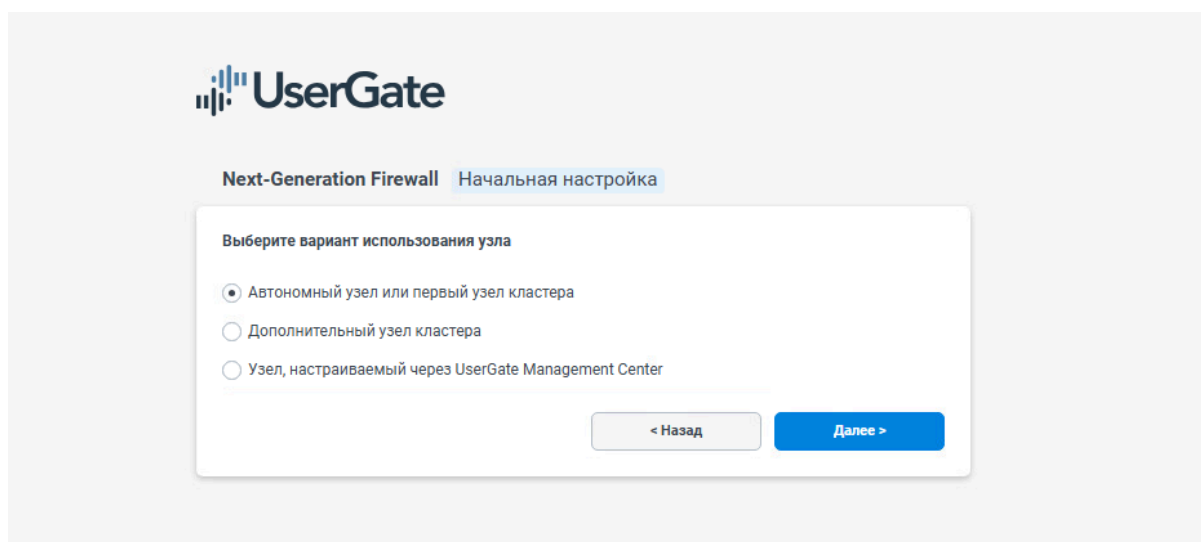 UserGate
Next-Generation Firewall Начальная настройка
Выберите вариант использования узла
Автономный узел или первый узел кластера
Дополнительный узел кластера
Узел, настраиваемый через UserGate Management Center
< Назад Далее >